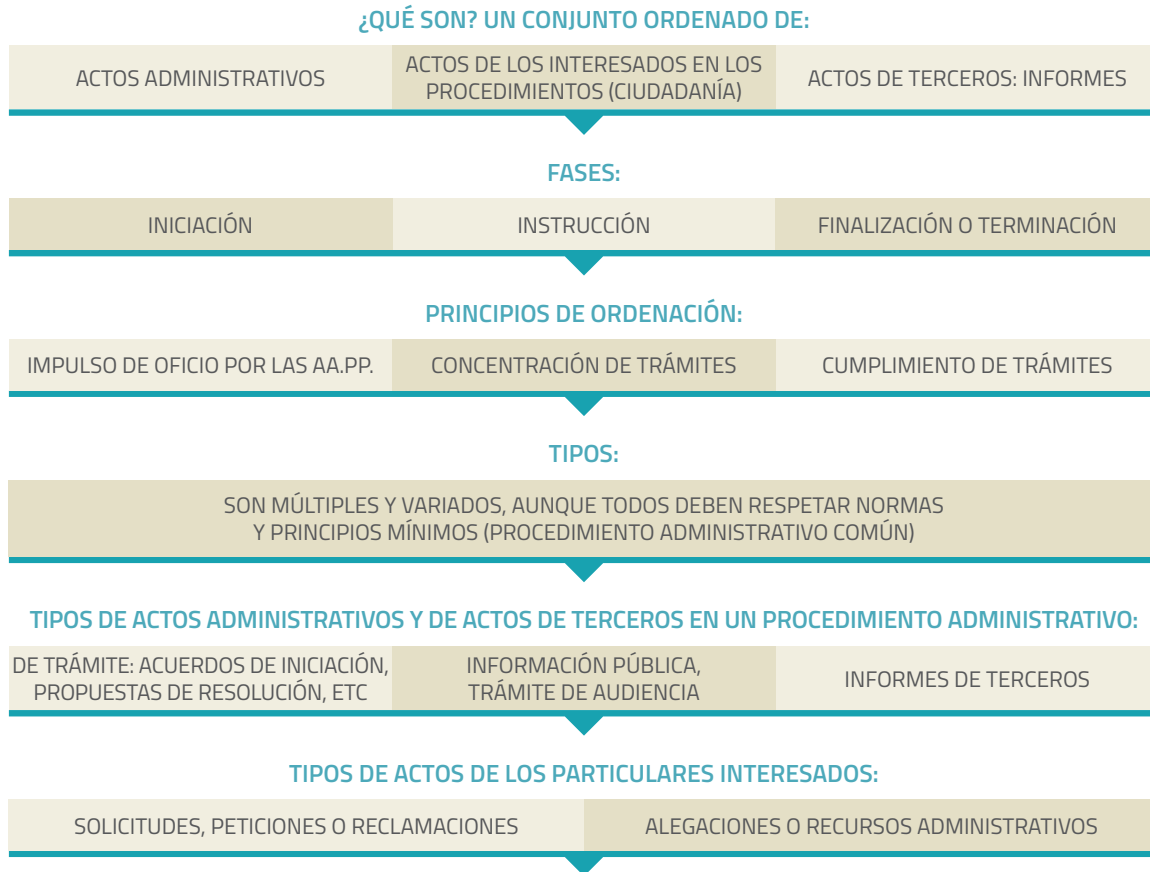 ¿QUÉ SON? UN CONJUNTO ORDENADO DE:
ACTOS ADMINISTRATIVOS
ACTOS DE LOS INTERESADOS EN LOS
PROCEDIMIENTOS (CIUDADANÍA)
ACTOS DE TERCEROS: INFORMES
FASES:
INICIACIÓN
INSTRUCCIÓN
FINALIZACIÓN O TERMINACIÓN
PRINCIPIOS DE ORDENACIÓN:
IMPULSO DE OFICIO POR LAS AA.PP.
CONCENTRACIÓN DE TRÁMITES
CUMPLIMIENTO DE TRÁMITES
TIPOS:
SON MÚLTIPLES Y VARIADOS, AUNQUE TODOS DEBEN RESPETAR NORMAS
Y PRINCIPIOS MÍNIMOS (PROCEDIMIENTO ADMINISTRATIVO COMÚN)
TIPOS DE ACTOS ADMINISTRATIVOS Y DE ACTOS DE TERCEROS EN UN PROCEDIMIENTO ADMINISTRATIVO:
DE TRÁMITE: ACUERDOS DE INICIACIÓN,
PROPUESTAS DE RESOLUCIÓN, ETC
INFORMACIÓN PÚBLICA,
TRÁMITE DE AUDIENCIA
INFORMES DE TERCEROS
TIPOS DE ACTOS DE LOS PARTICULARES INTERESADOS:
SOLICITUDES, PETICIONES O RECLAMACIONES
ALEGACIONES O RECURSOS ADMINISTRATIVOS